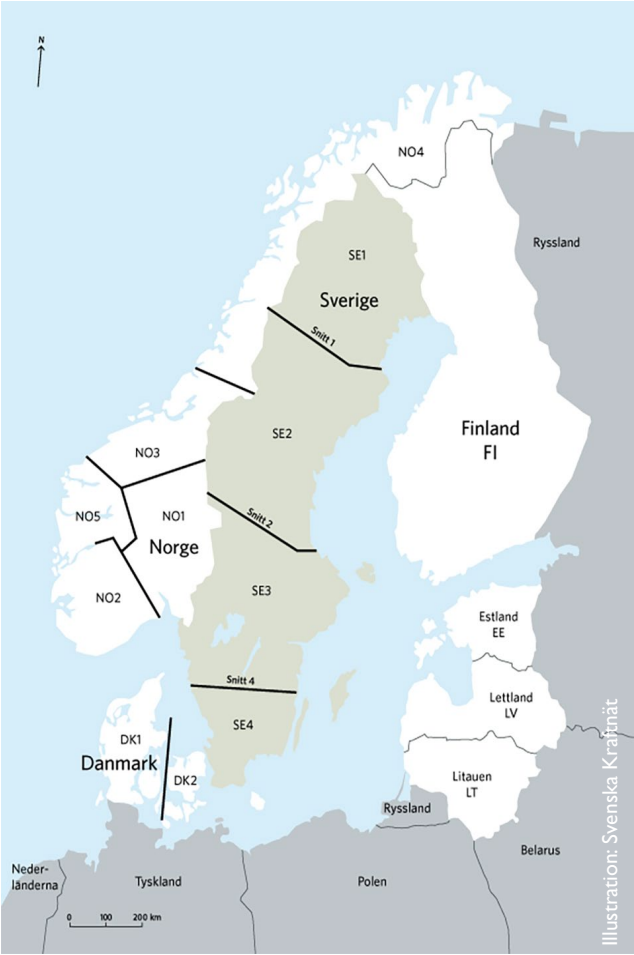 N
NO4
Ryssland
SE1
Sverige
Snitt 1
SE2
Finland
FI
NO3
NO5
NO1
Snitt 2
Norge
NO2
SE3
Estland
EE
Snitt 4
Lettland
LV
SE4
DK1
Danmark
DK2
Litauen
LT
Ryssland
Belarus
Neder-
länderna
Tyskland
Polen
0 100 200 km
Illustration: Svenska Kraftnät